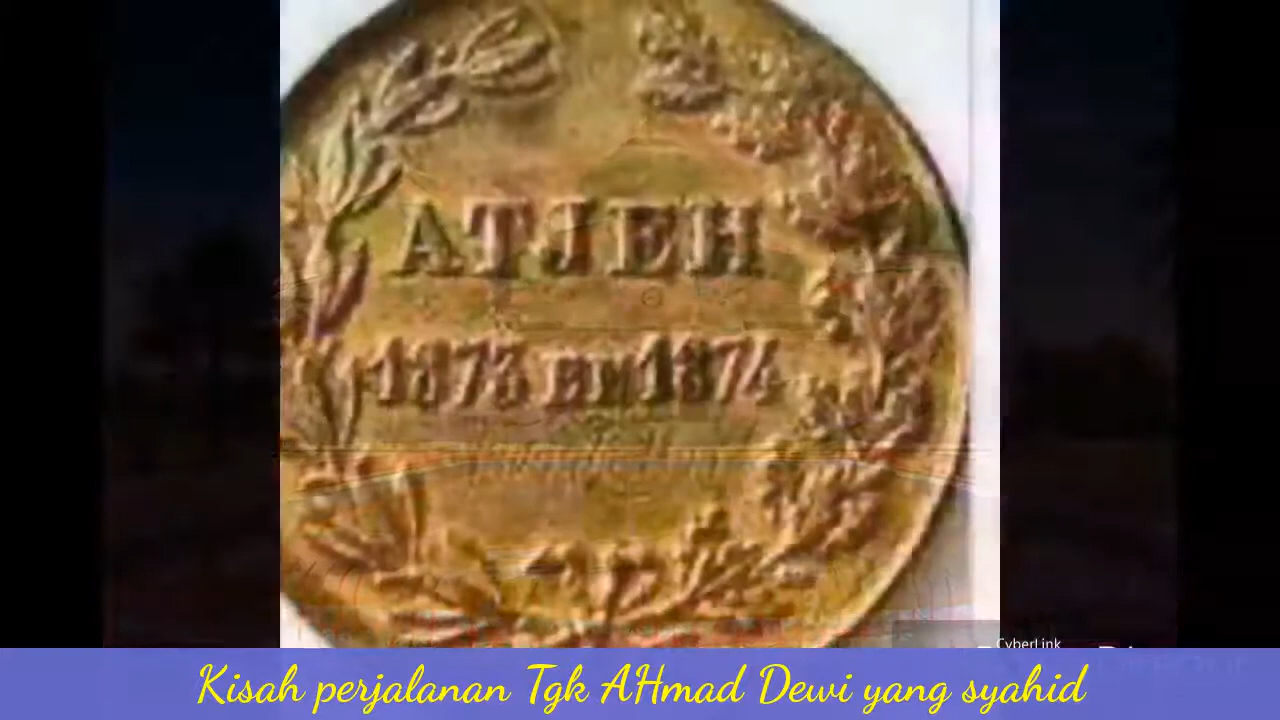 ATJEH
1873 EN 1874
CyberLink
Kisah perjalanan Tgk AHmad Dewi yang syahid